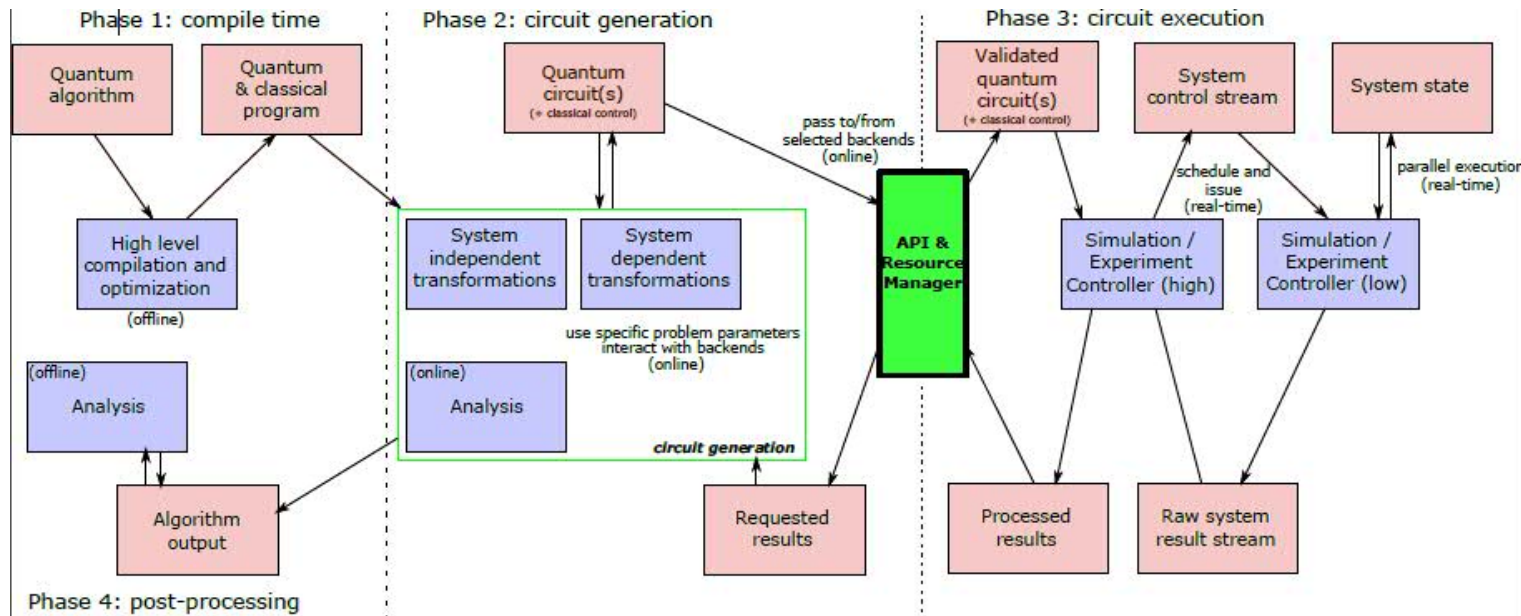 Phase 1: compile time
Phase 2: circuit generation
Phase 3: circuit execution
Quantum
algorithm
Quantum
& classical
program
Quantum
circuit(s)
(+ classical control)
Validated
quantum
circuit(s)
(+ classical control)
System
control stream
System state
pass to/from
selected backends
(online)
schedule and
issue
(real-time)
parallel execution
(real-time)
High level
compilation and
optimization
(offline)
System
independent
transformations
System
dependent
transformations
API &
Resource
Manager
Simulation /
Experiment
Controller (high)
Simulation /
Experiment
Controller (low)
use specific problem parameters
interact with backends
(online)
(offline)
Analysis
(online)
Analysis
circuit generation
Algorithm
output
Requested
results
Processed
results
Raw system
result stream
Phase 4: post-processing